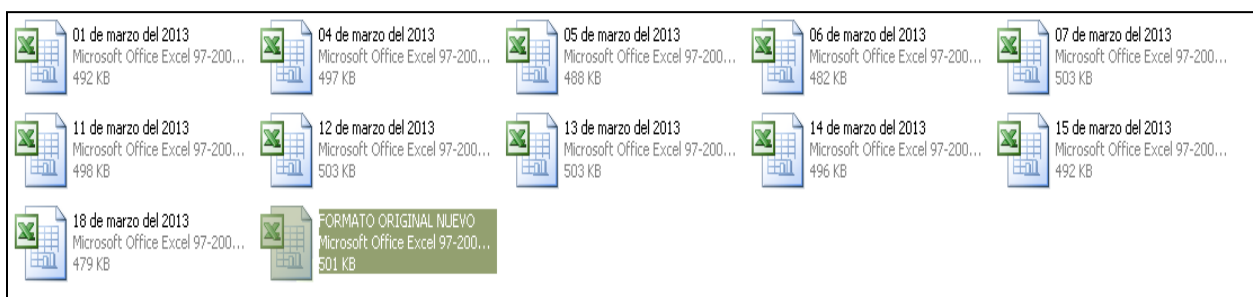 01 de marzo del 2013
Microsoft Office Excel 97-200...
492 KB
04 de marzo del 2013
Microsoft Office Excel 97-200...
497 KB
05 de marzo del 2013
Microsoft Office Excel 97-200...
488 KB
06 de marzo del 2013
Microsoft Office Excel 97-200...
482 KB
07 de marzo del 2013
Microsoft Office Excel 97-200...
503 KB
11 de marzo del 2013
Microsoft Office Excel 97-200...
498 KB
12 de marzo del 2013
Microsoft Office Excel 97-200...
503 KB
13 de marzo del 2013
Microsoft Office Excel 97-200...
503 KB
14 de marzo del 2013
Microsoft Office Excel 97-200...
496 KB
15 de marzo del 2013
Microsoft Office Excel 97-200...
492 KB
18 de marzo del 2013
Microsoft Office Excel 97-200...
479 KB
FORMATO ORIGINAL NUEVO
Microsoft Office Excel 97-200...
501 KB